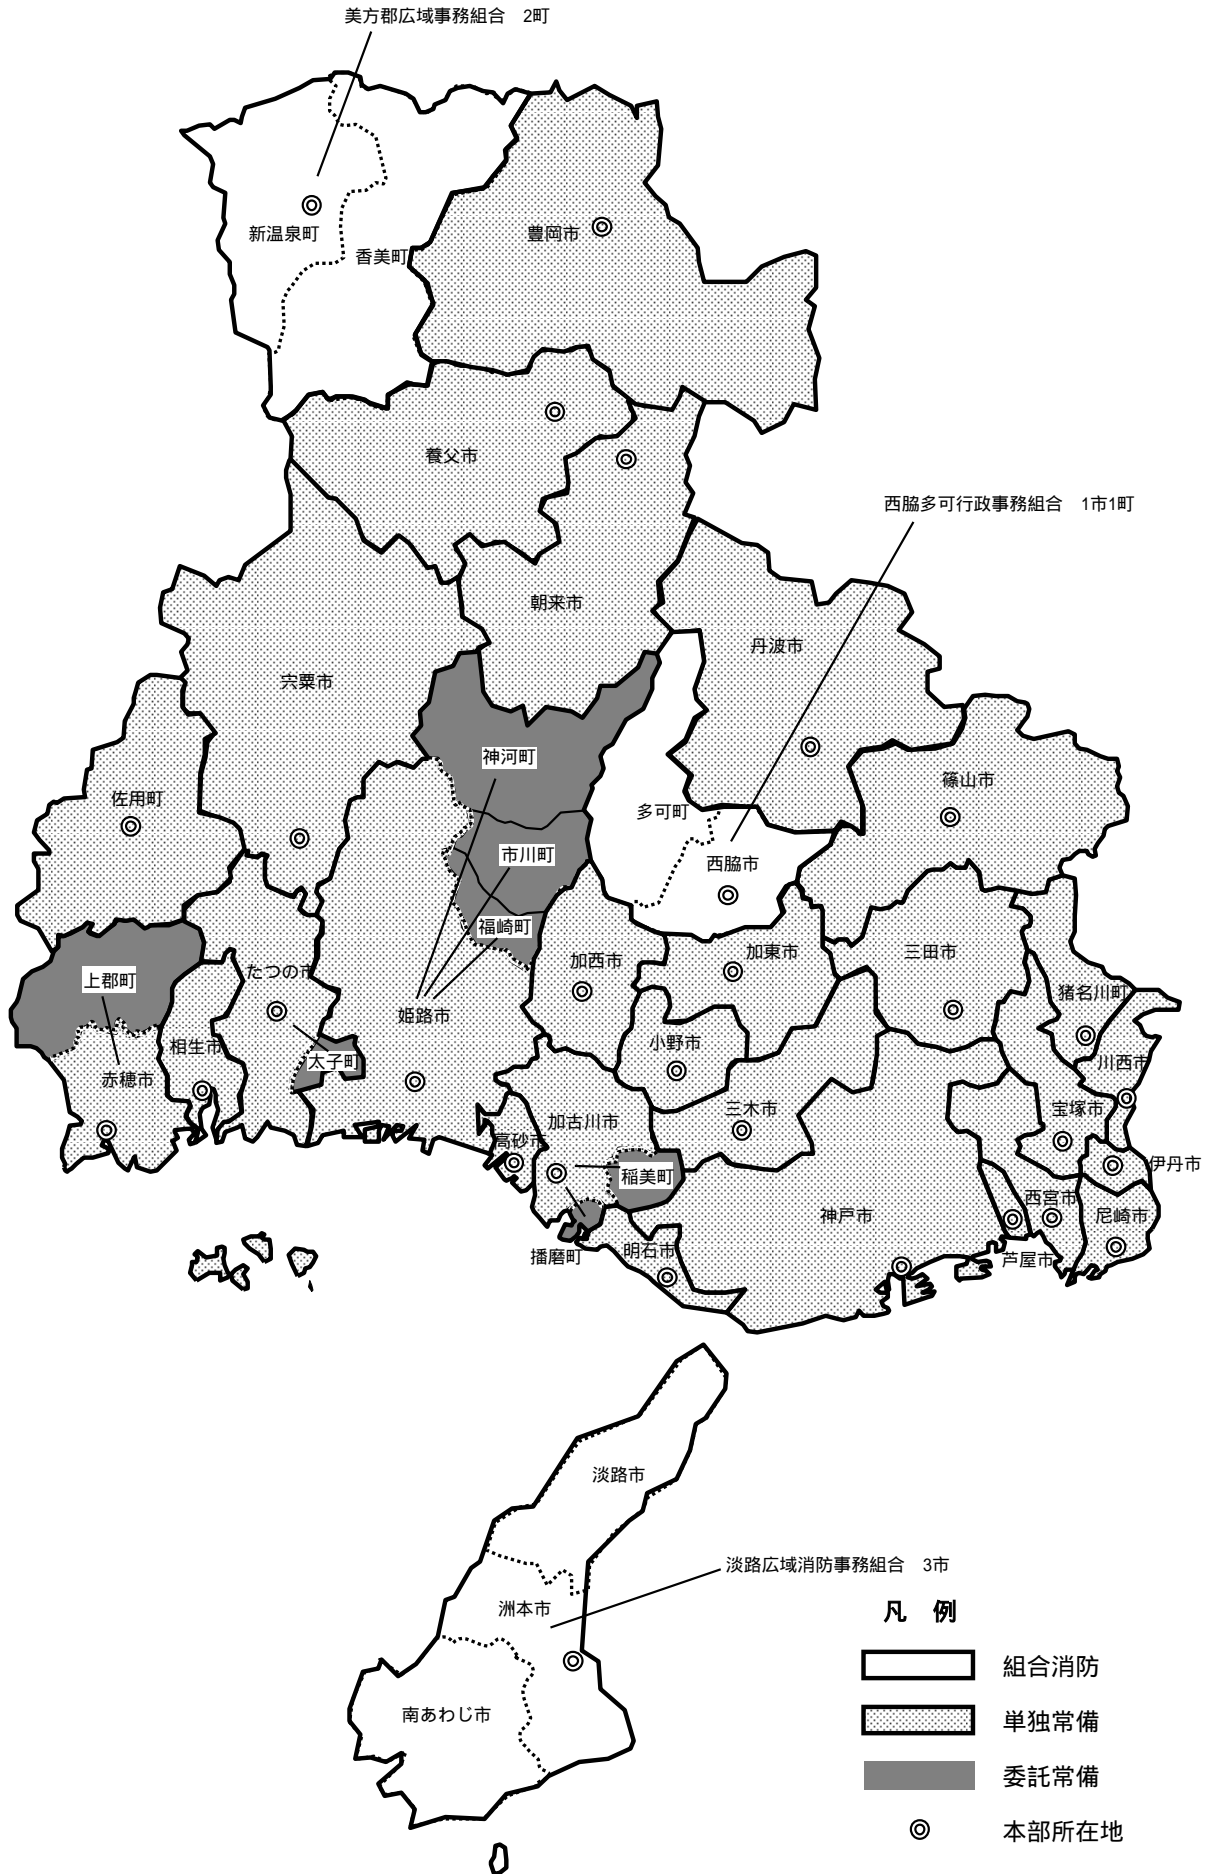 美方郡広域事務組合　2町
新温泉町
香美町
豊岡市
養父市
西脇多可行政事務組合　1市1町
朝来市
丹波市
宍粟市
神河町
篠山市
佐用町
多可町
市川町
西脇市
福崎町
加西市
加東市
三田市
たつの市
上郡町
猪名川町
姫路市
小野市
相生市
太子町
川西市
赤穂市
三木市
宝塚市
加古川市
高砂市
伊丹市
稲美町
西宮市
神戸市
尼崎市
播磨町
明石市
芦屋市
淡路市
淡路広域消防事務組合　3市
洲本市
南あわじ市
凡　例
組合消防
単独常備
委託常備
本部所在地